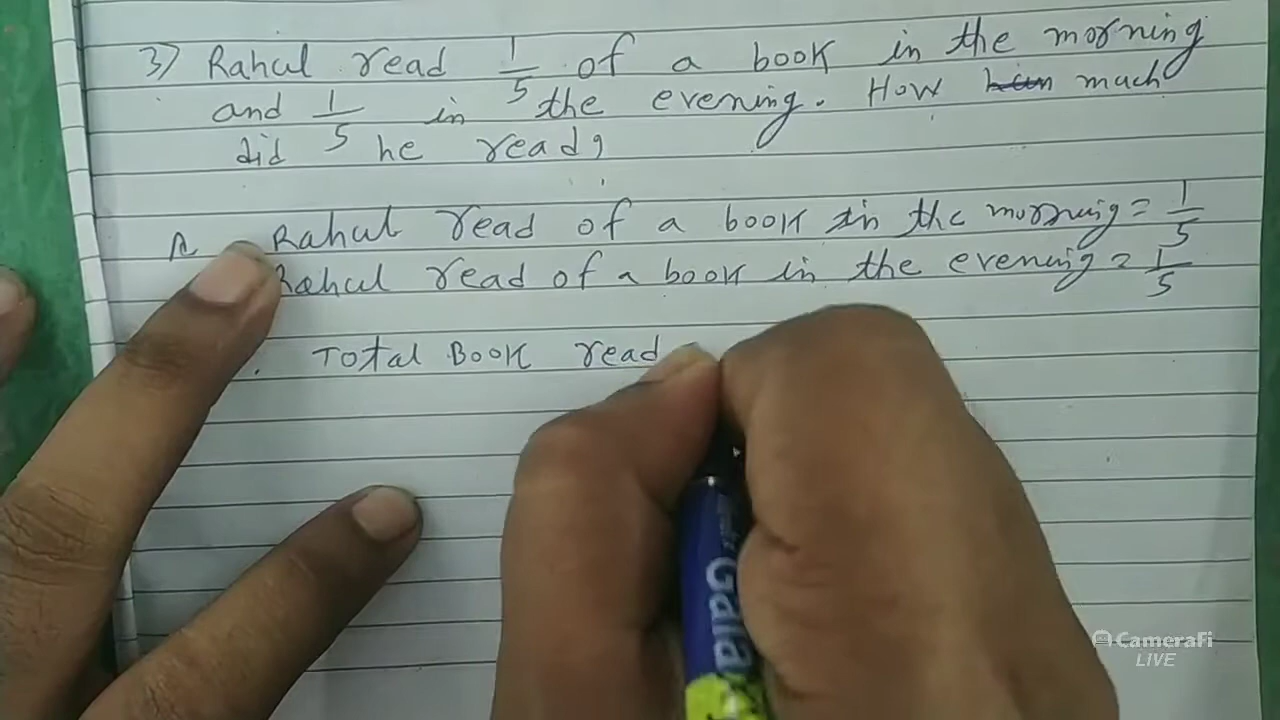 3) Rahul read 1/5 of a book in the morning
and 1/5 in the evening. How much
did he read,
Rahul read of a book in the morning = 1/5
Rahul read of a book in the evening = 1/5
Total Book read
Gala
CameraFi
LIVE